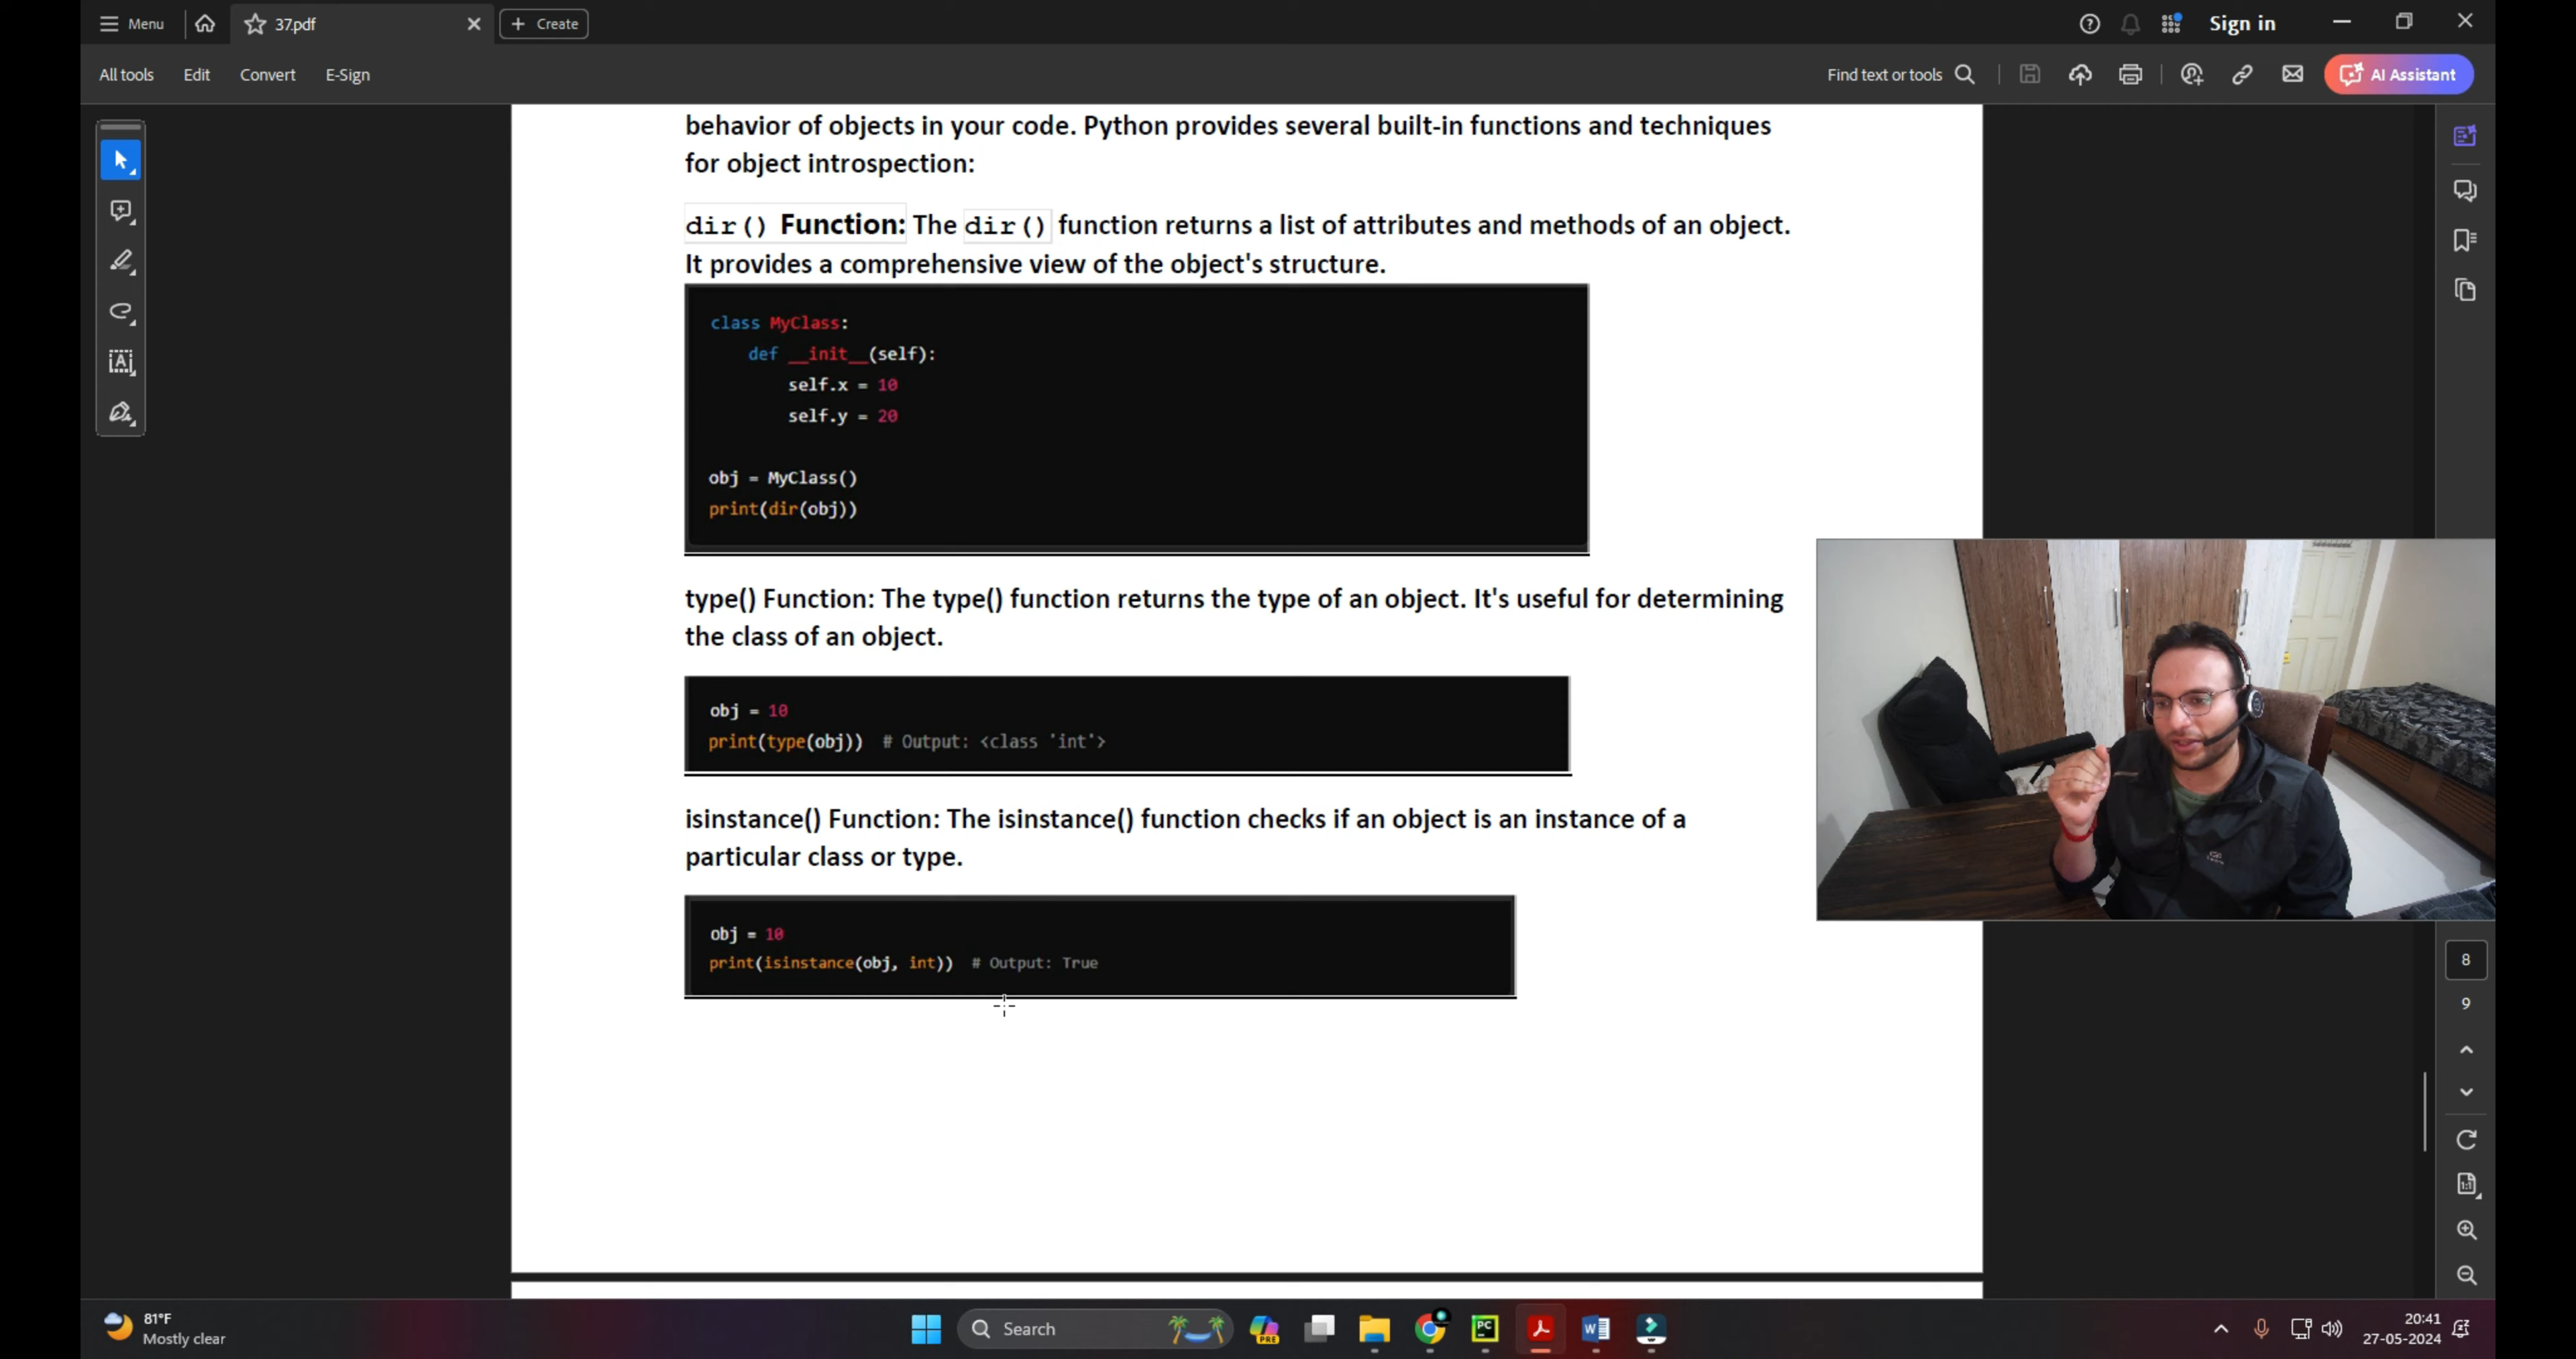 Menu
37.pdf
Create
Sign in
All tools
Edit
Convert
E-Sign
Find text or tools
AI Assistant
behavior of objects in your code. Python provides several built-in functions and techniques
for object introspection:
dir() Function: The dir() function returns a list of attributes and methods of an object.
It provides a comprehensive view of the object's structure.
class MyClass:
    def __init__(self):
        self.x = 10
        self.y = 20
obj = MyClass()
print(dir(obj))
type() Function: The type() function returns the type of an object. It's useful for determining
the class of an object.
obj = 10
print(type(obj))  # Output: <class 'int'>
isinstance() Function: The isinstance() function checks if an object is an instance of a
particular class or type.
obj = 10
print(isinstance(obj, int))  # Output: True
8
9
1:1
81°F
Mostly clear
Search
PRE
PC
W
20:41
27-05-2024